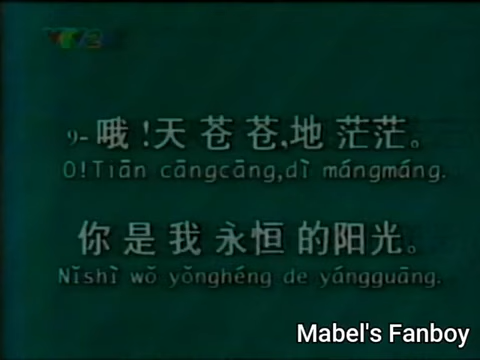 VTV2
9- 哦!天苍苍,地茫茫。
O!Tiān cāngcāng,dì mángmáng.
你是我永恒的阳光。
Nǐshì wǒ yǒnghéng de yángguāng.
Mabel's Fanboy